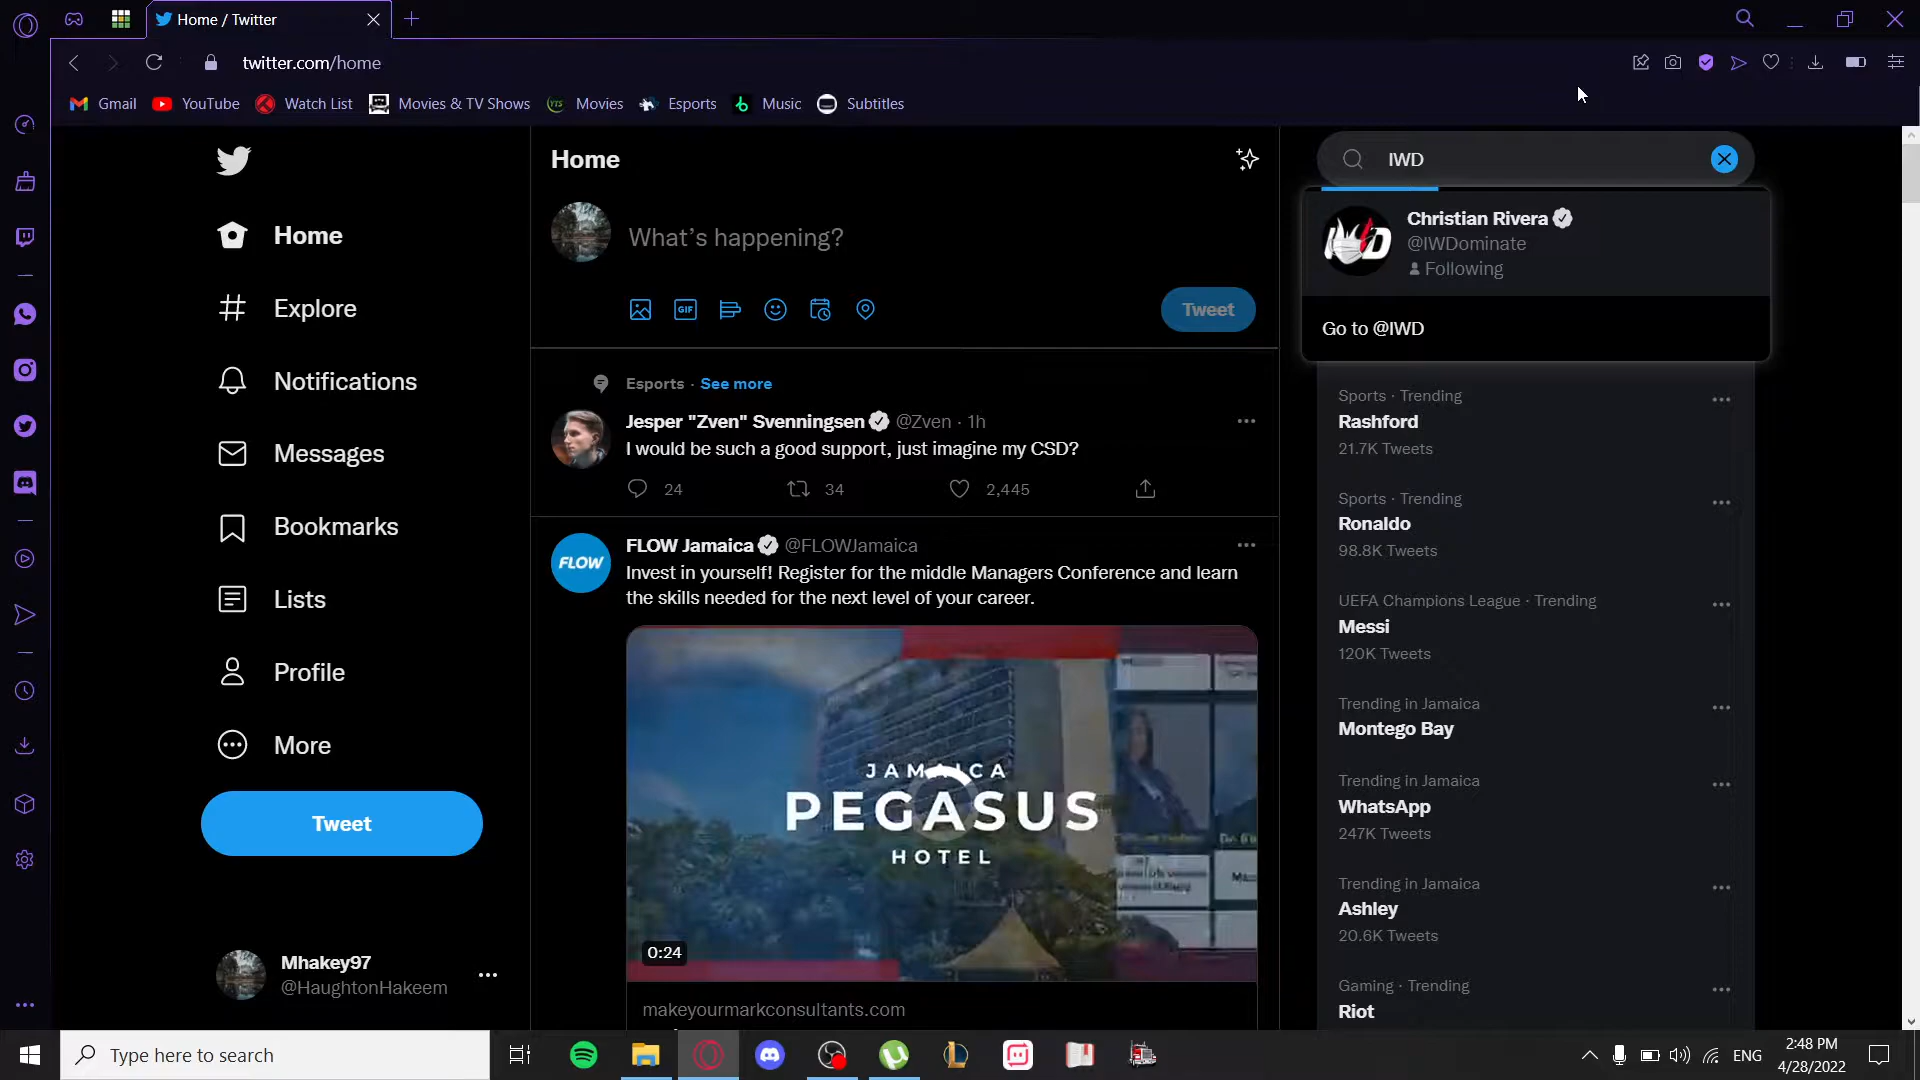 Home / Twitter
twitter.com/home
Gmail
YouTube
Watch List
Movies & TV Shows
Movies
Esports
Music
Subtitles
Home
Explore
Notifications
Messages
Bookmarks
Lists
Profile
More
Tweet
Mhakey97
@HaughtonHakeem
Home
What's happening?
GIF
Tweet
Esports · See more
Jesper "Zven" Svenningsen @Zven · 1h
I would be such a good support, just imagine my CSD?
24
34
2,445
FLOW
FLOW Jamaica @FLOWJamaica
Invest in yourself! Register for the middle Managers Conference and learn
the skills needed for the next level of your career.
JAMAICA
PEGASUS
HOTEL
0:24
makeyourmarkconsultants.com
IWD
IWD
Christian Rivera
@IWDominate
Following
Go to @IWD
Sports · Trending
Rashford
21.7K Tweets
Sports · Trending
Ronaldo
98.8K Tweets
UEFA Champions League · Trending
Messi
120K Tweets
Trending in Jamaica
Montego Bay
Trending in Jamaica
WhatsApp
247K Tweets
Trending in Jamaica
Ashley
20.6K Tweets
Gaming · Trending
Riot
Type here to search
ENG
2:48 PM
4/28/2022